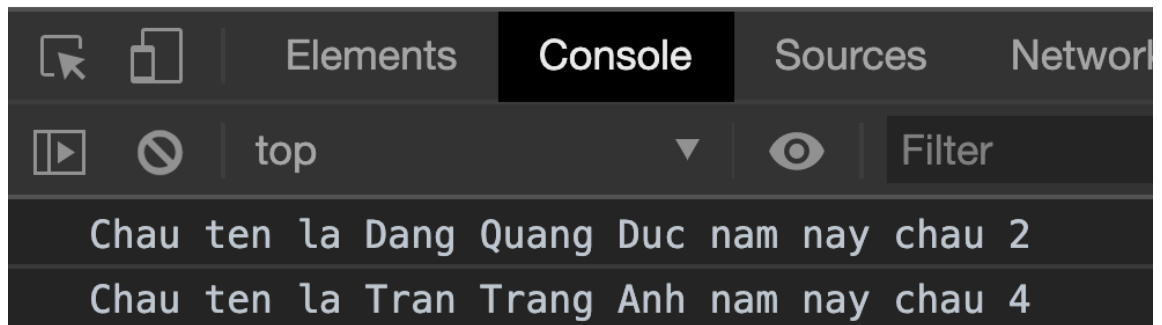 Elements Console Sources Network
top Filter
Chau ten la Dang Quang Duc nam nay chau 2
Chau ten la Tran Trang Anh nam nay chau 4